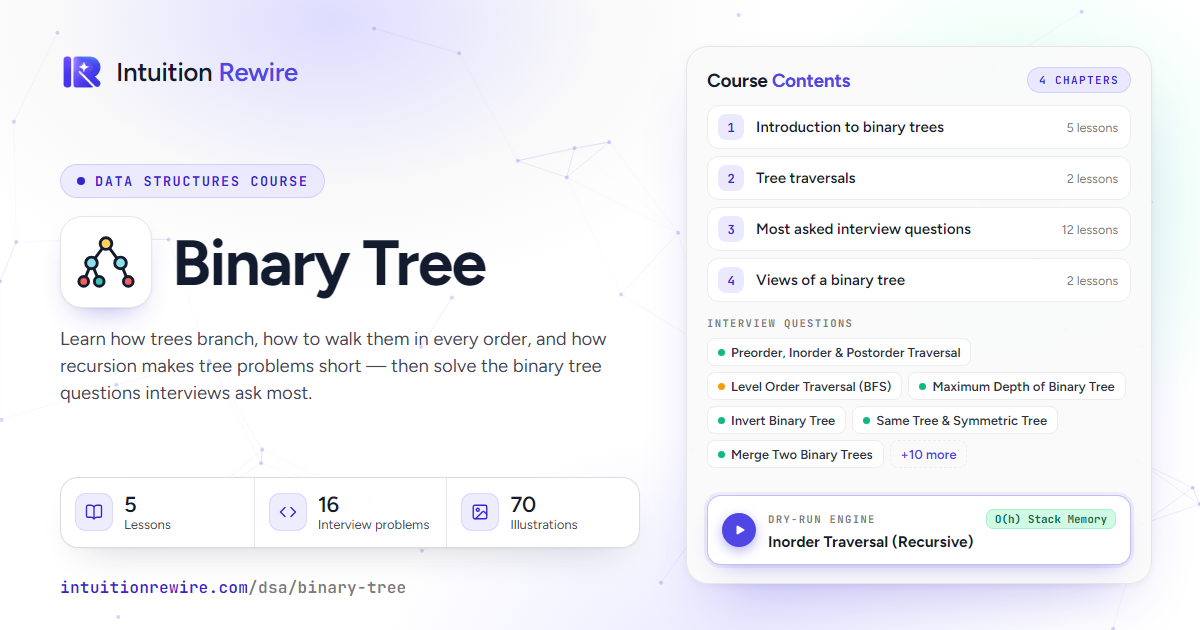 Intuition Rewire
DATA STRUCTURES COURSE
Binary Tree
Learn how trees branch, how to walk them in every order, and how
recursion makes tree problems short — then solve the binary tree
questions interviews ask most.
5
Lessons
16
Interview problems
70
Illustrations
intuitionrewire.com/dsa/binary-tree
Course Contents
4 CHAPTERS
1 Introduction to binary trees 5 lessons
2 Tree traversals 2 lessons
3 Most asked interview questions 12 lessons
4 Views of a binary tree 2 lessons
INTERVIEW QUESTIONS
Preorder, Inorder & Postorder Traversal
Level Order Traversal (BFS) Maximum Depth of Binary Tree
Invert Binary Tree Same Tree & Symmetric Tree
Merge Two Binary Trees +10 more
DRY-RUN ENGINE O(h) Stack Memory
Inorder Traversal (Recursive)